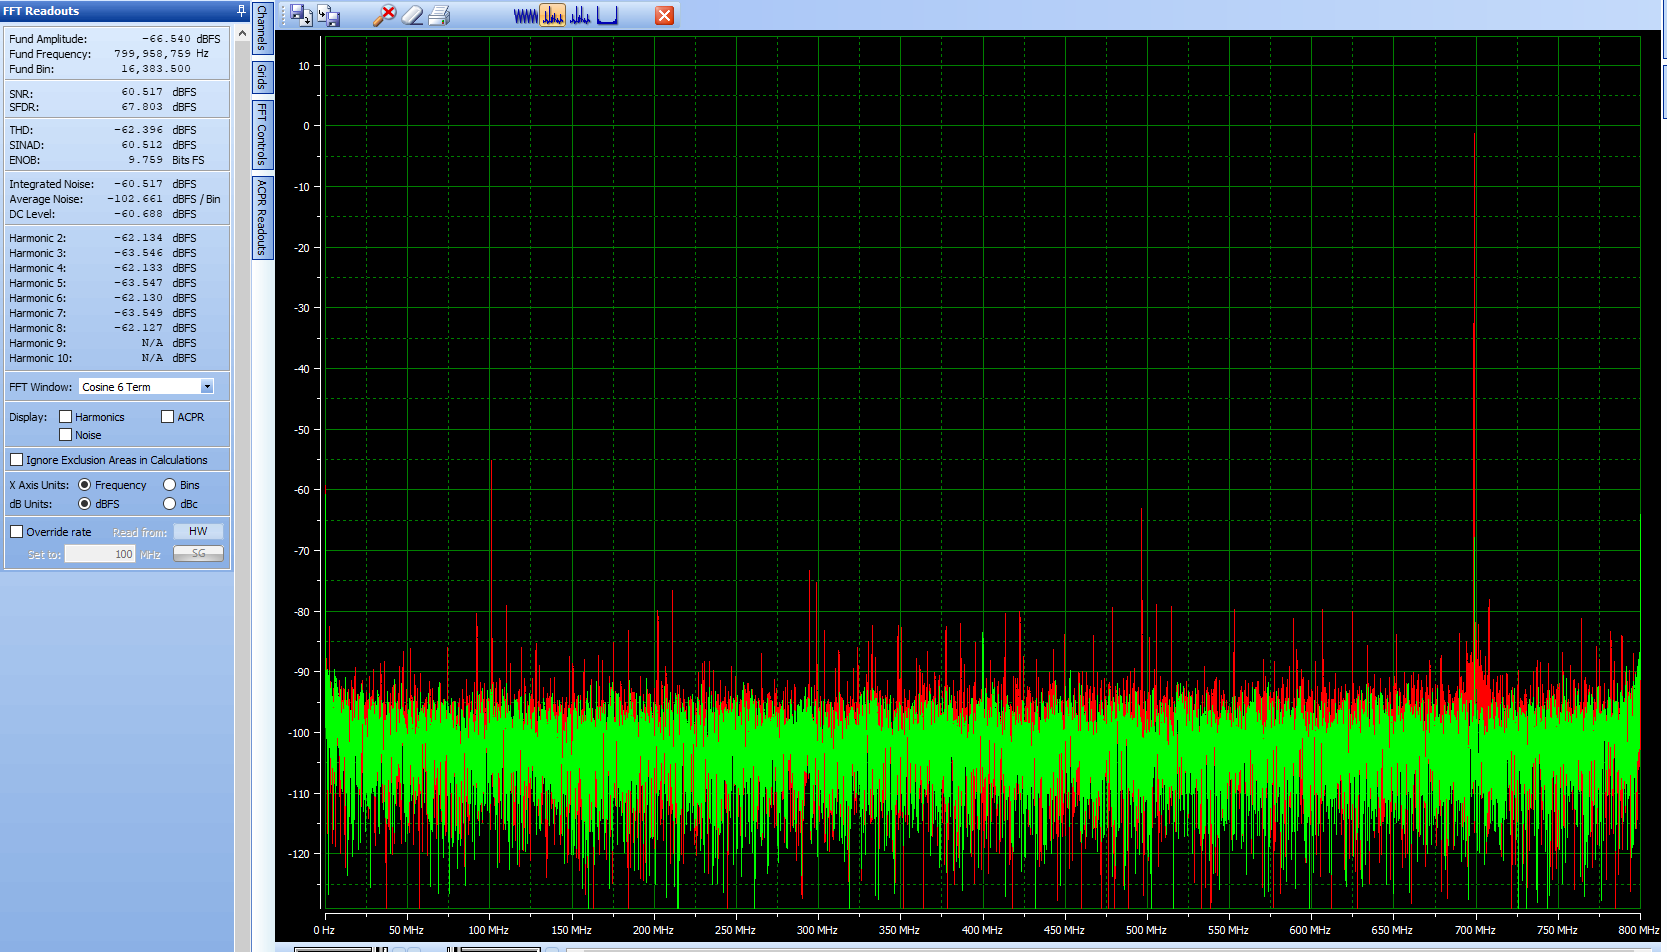 FFT Readouts
Fund Amplitude: -66.540 dBFS
Fund Frequency: 799,958,759 Hz
Fund Bin: 16,383.500
SNR: 60.517 dBFS
SFDR: 67.803 dBFS
THD: -62.396 dBFS
SINAD: 60.512 dBFS
ENOB: 9.759 Bits FS
Integrated Noise: -60.517 dBFS
Average Noise: -102.661 dBFS / Bin
DC Level: -60.688 dBFS
Harmonic 2: -62.134 dBFS
Harmonic 3: -63.546 dBFS
Harmonic 4: -62.133 dBFS
Harmonic 5: -63.547 dBFS
Harmonic 6: -62.130 dBFS
Harmonic 7: -63.549 dBFS
Harmonic 8: -62.127 dBFS
Harmonic 9: N/A dBFS
Harmonic 10: N/A dBFS
FFT Window: Cosine 6 Term
Display: Harmonics ACPR
Noise
Ignore Exclusion Areas in Calculations
X Axis Units: Frequency Bins
dB Units: dBFS dBc
Override rate Read from: HW
Set to: 100 MHz SG
Channels
Grids
FFT Controls
ACPR Readouts
10
0
-10
-20
-30
-40
-50
-60
-70
-80
-90
-100
-110
-120
0 Hz 50 MHz 100 MHz 150 MHz 200 MHz 250 MHz 300 MHz 350 MHz 400 MHz 450 MHz 500 MHz 550 MHz 600 MHz 650 MHz 700 MHz 750 MHz 800 MHz